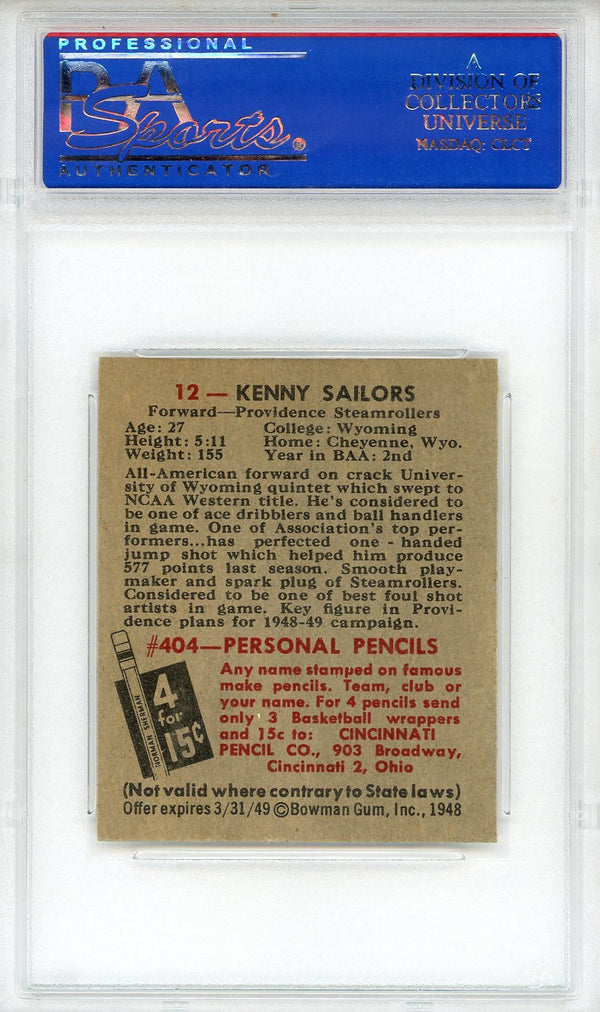 PROFESSIONAL
PSA
Sports®
AUTHENTICATOR
A
DIVISION OF
COLLECTORS
UNIVERSE
NASDAQ: CLCT
12 — KENNY SAILORS
Forward—Providence Steamrollers
Age: 27 College: Wyoming
Height: 5:11 Home: Cheyenne, Wyo.
Weight: 155 Year in BAA: 2nd
All-American forward on crack Univer-
sity of Wyoming quintet which swept to
NCAA Western title. He's considered to
be one of ace dribblers and ball handlers
in game. One of Association's top per-
formers...has perfected one - handed
jump shot which helped him produce
577 points last season. Smooth play-
maker and spark plug of Steamrollers.
Considered to be one of best foul shot
artists in game. Key figure in Provi-
dence plans for 1948-49 campaign.
#404—PERSONAL PENCILS
NORMAN SHERMAN
4
for
15¢
Any name stamped on famous
make pencils. Team, club or
your name. For 4 pencils send
only 3 Basketball wrappers
and 15c to: CINCINNATI
PENCIL CO., 903 Broadway,
Cincinnati 2, Ohio
(Not valid where contrary to State laws)
Offer expires 3/31/49 ©Bowman Gum, Inc., 1948